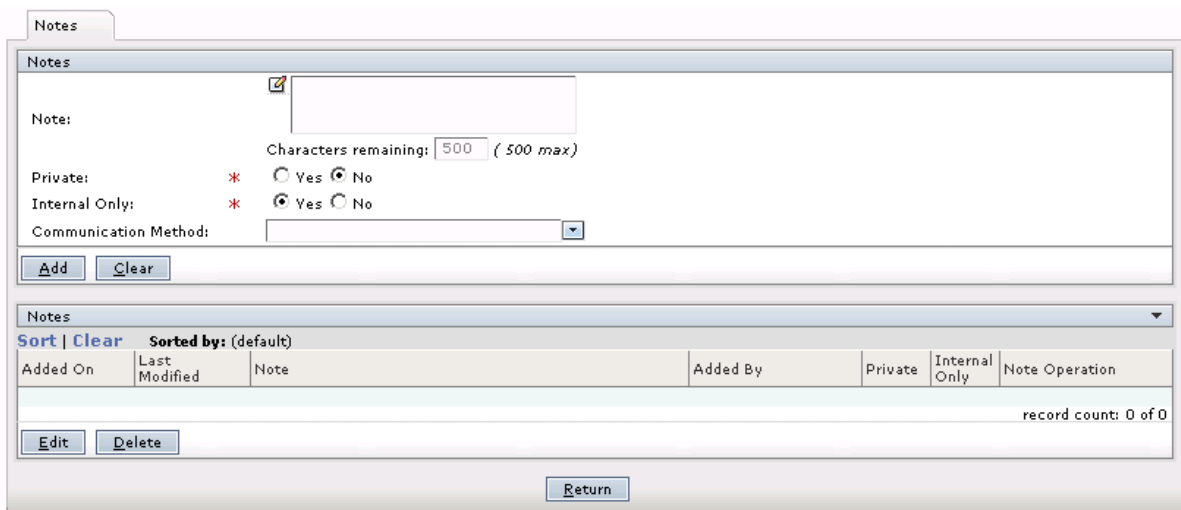 Notes
Notes
Note:
Characters remaining: 500 ( 500 max)
Private: * Yes No
Internal Only: * Yes No
Communication Method:
Add Clear
Notes
Sort | Clear Sorted by: (default)
Added On Last Modified Note Added By Private Internal Only Note Operation
record count: 0 of 0
Edit Delete
Return